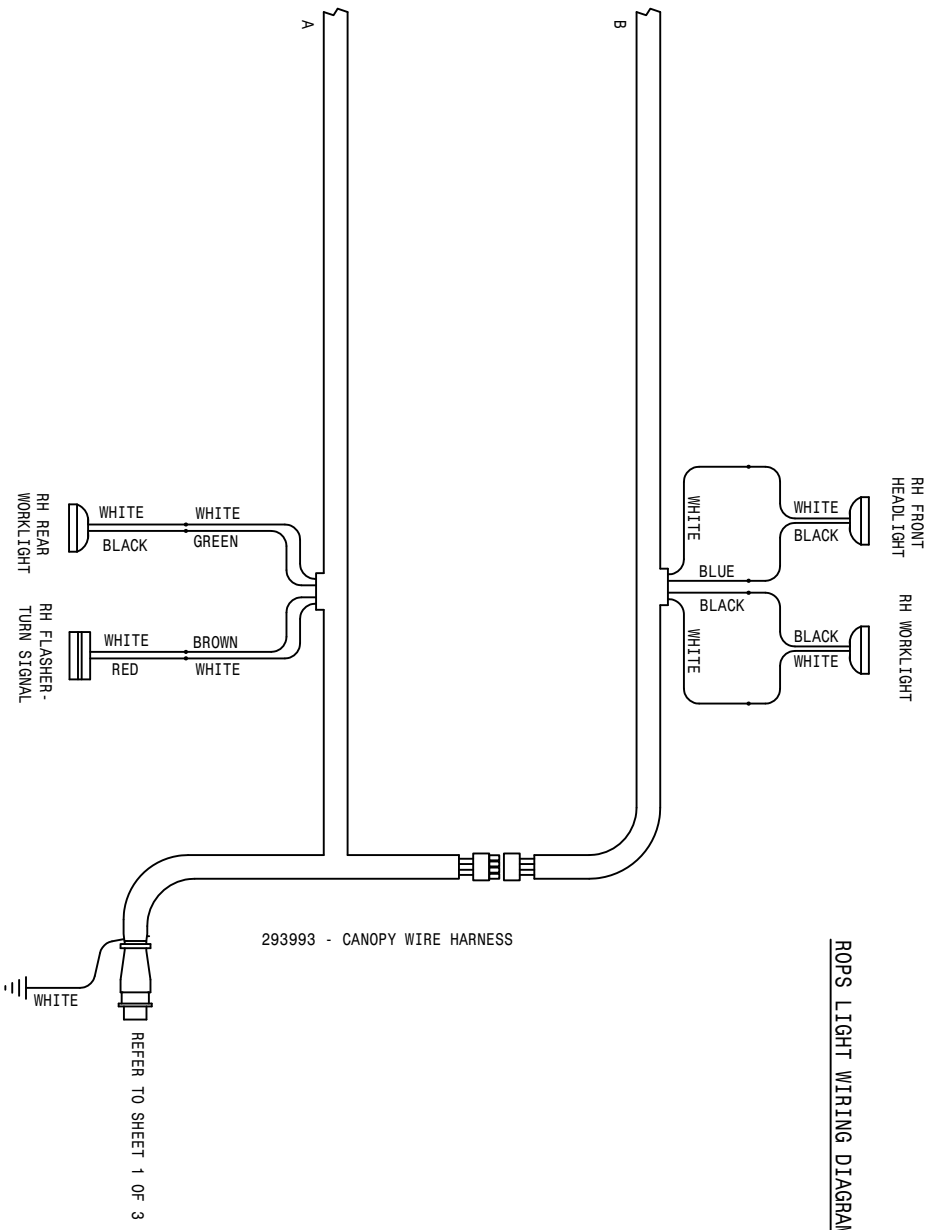 A
B
RH FRONT
HEADLIGHT
WHITE
BLACK
WHITE
BLUE
BLACK
WHITE
BLACK
WHITE
RH WORKLIGHT
WHITE
BLACK
WHITE
GREEN
RH REAR
WORKLIGHT
WHITE
RED
BROWN
WHITE
RH FLASHER-
TURN SIGNAL
293993 - CANOPY WIRE HARNESS
WHITE
REFER TO SHEET 1 OF 3
ROPS LIGHT WIRING